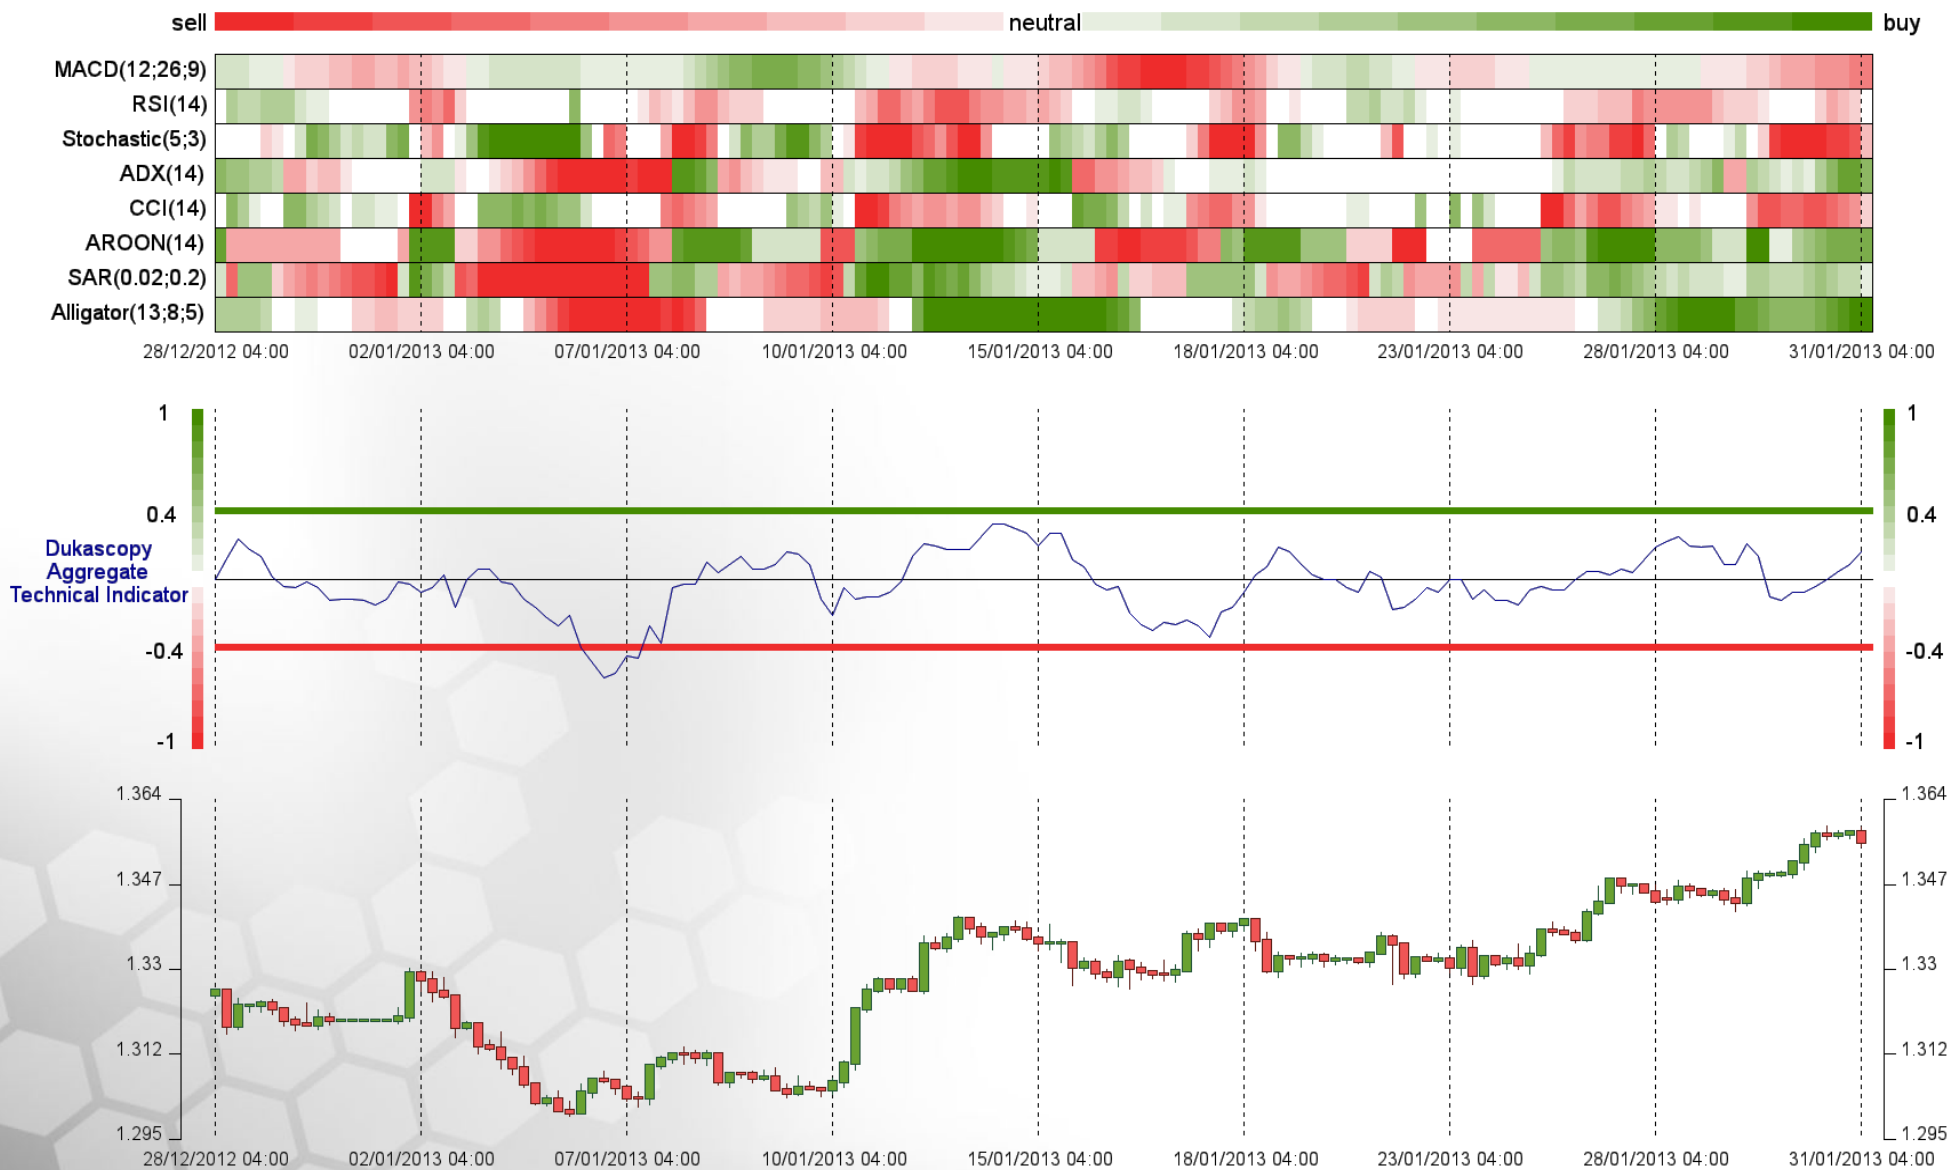 sell neutral buy
MACD(12;26;9)
RSI(14)
Stochastic(5;3)
ADX(14)
CCI(14)
AROON(14)
SAR(0.02;0.2)
Alligator(13;8;5)
28/12/2012 04:00 02/01/2013 04:00 07/01/2013 04:00 10/01/2013 04:00 15/01/2013 04:00 18/01/2013 04:00 23/01/2013 04:00 28/01/2013 04:00 31/01/2013 04:00
1 1
0.4 0.4
Dukascopy
Aggregate
Technical Indicator
-0.4 -0.4
-1 -1
1.364 1.364
1.347 1.347
1.33 1.33
1.312 1.312
1.295 1.295
28/12/2012 04:00 02/01/2013 04:00 07/01/2013 04:00 10/01/2013 04:00 15/01/2013 04:00 18/01/2013 04:00 23/01/2013 04:00 28/01/2013 04:00 31/01/2013 04:00